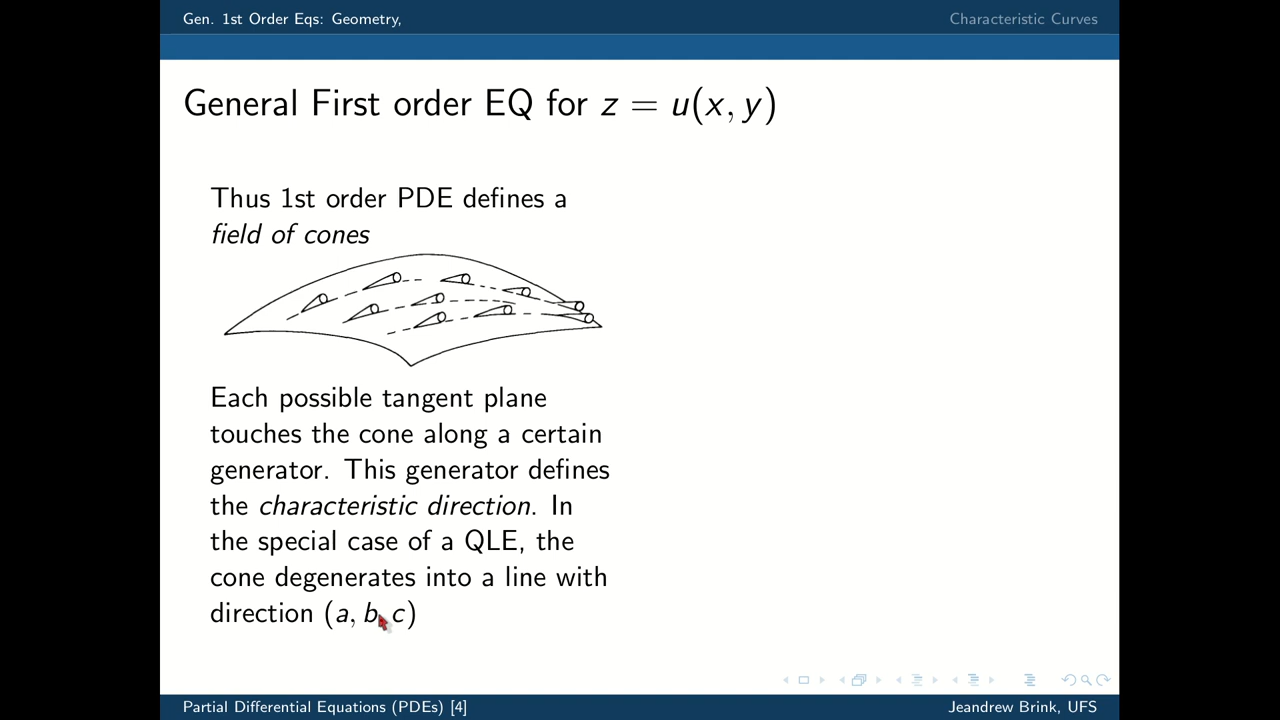 Gen. 1st Order Eqs: Geometry,
Characteristic Curves
General First order EQ for z = u(x, y)
Thus 1st order PDE defines a
field of cones
Each possible tangent plane
touches the cone along a certain
generator. This generator defines
the characteristic direction. In
the special case of a QLE, the
cone degenerates into a line with
direction (a, b, c)
Partial Differential Equations (PDEs) [4]
Jeandrew Brink, UFS